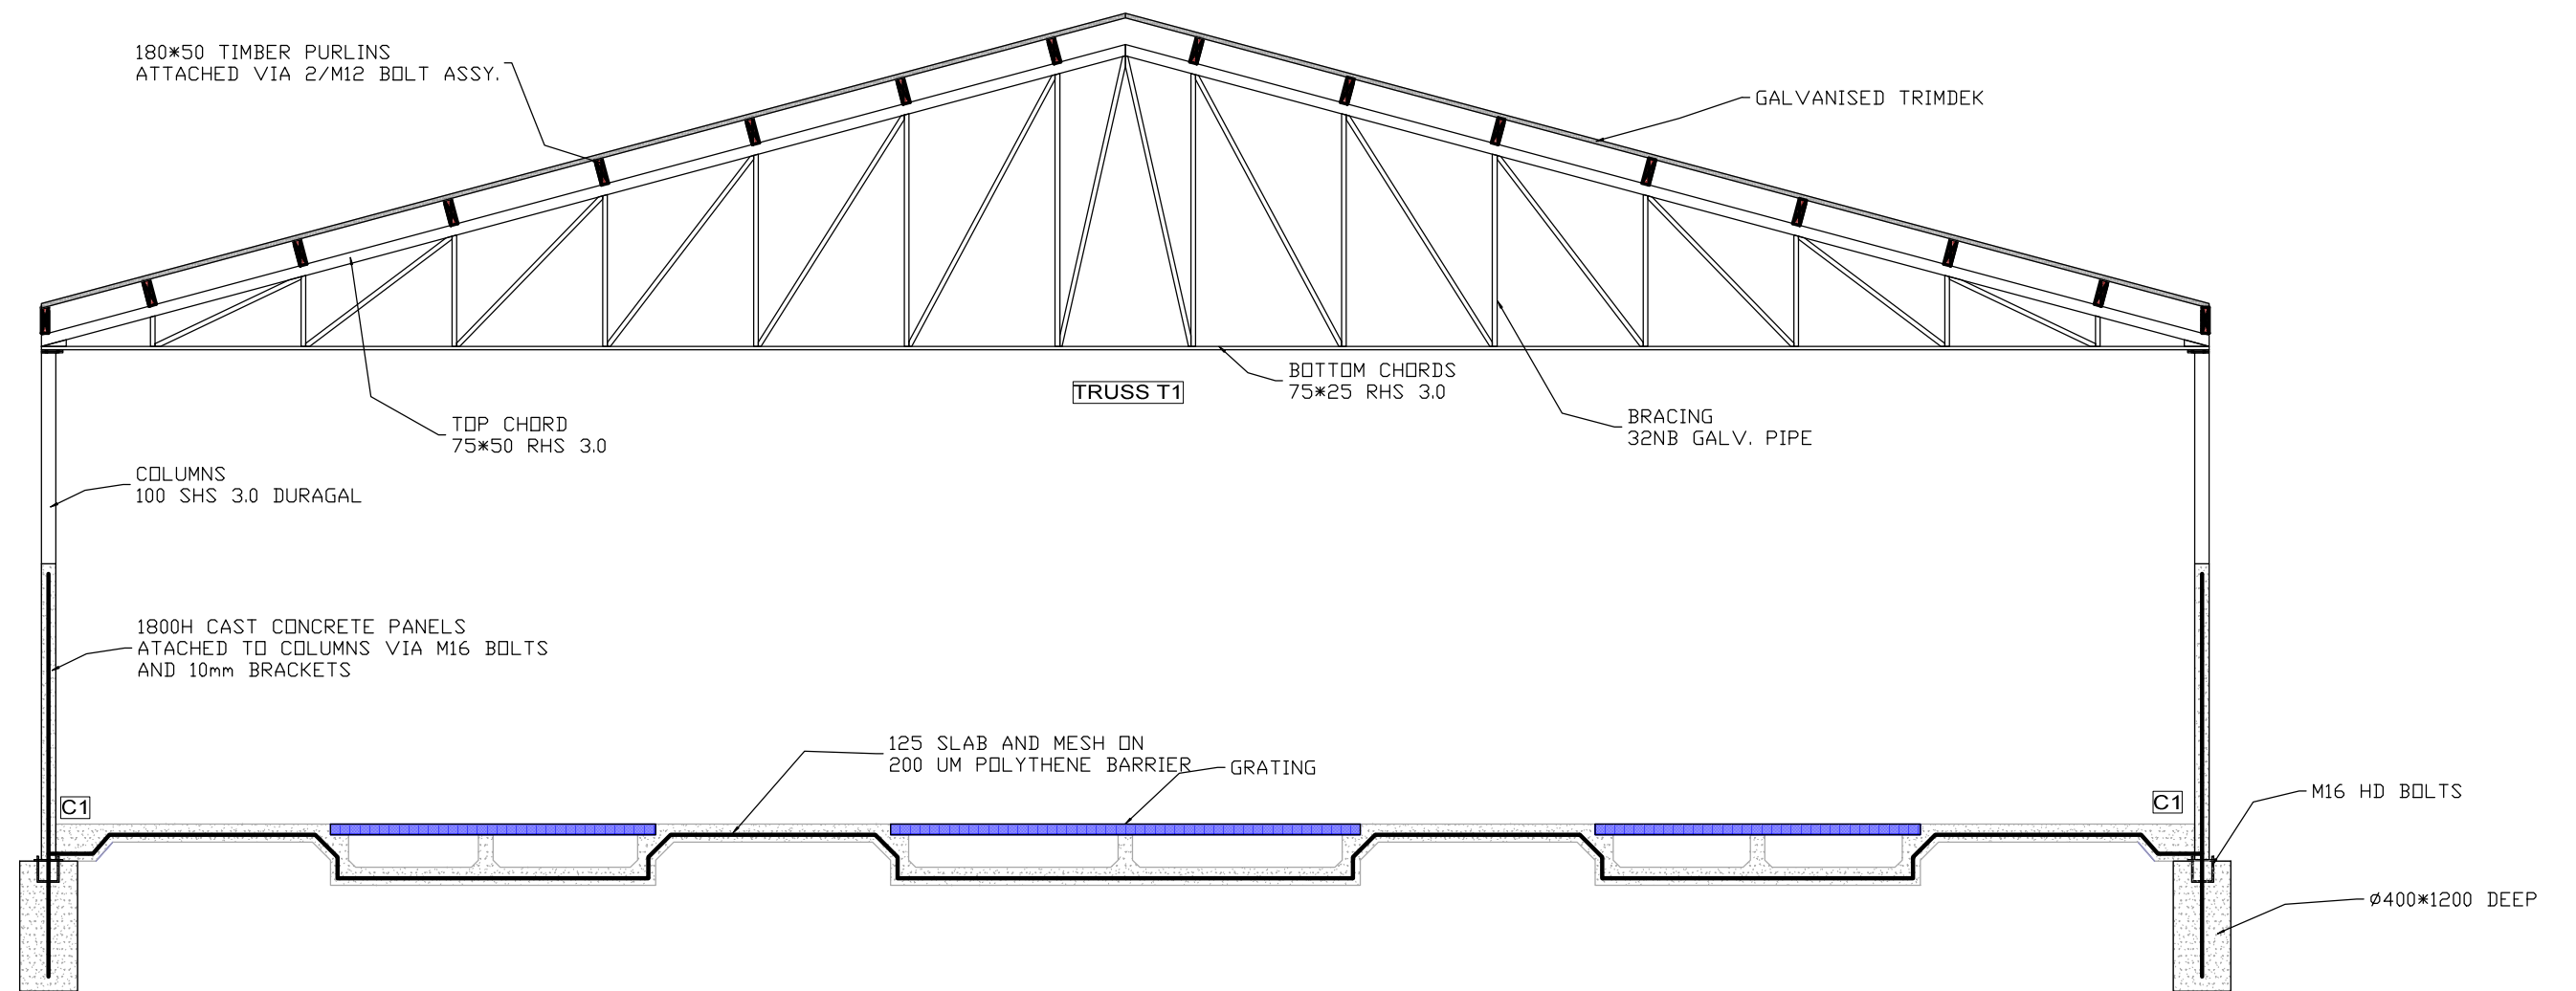 180*50 TIMBER PURLINS
ATTACHED VIA 2/M12 BOLT ASSY.
GALVANISED TRIMDEK
BOTTOM CHORDS
75*25 RHS 3.0
TRUSS T1
BRACING
32NB GALV. PIPE
TOP CHORD
75*50 RHS 3.0
COLUMNS
100 SHS 3.0 DURAGAL
1800H CAST CONCRETE PANELS
ATACHED TO COLUMNS VIA M16 BOLTS
AND 10mm BRACKETS
125 SLAB AND MESH ON
200 UM POLYTHENE BARRIER
GRATING
C1
C1
M16 HD BOLTS
Ø400*1200 DEEP